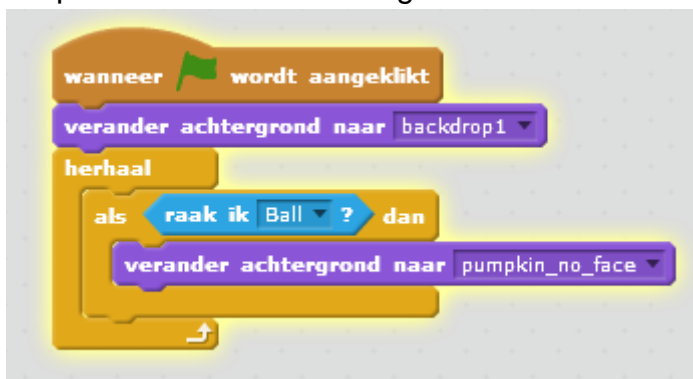 wanneer wordt aangeklikt
verander achtergrond naar backdrop1
herhaal
als raak ik Ball ? dan
verander achtergrond naar pumpkin_no_face